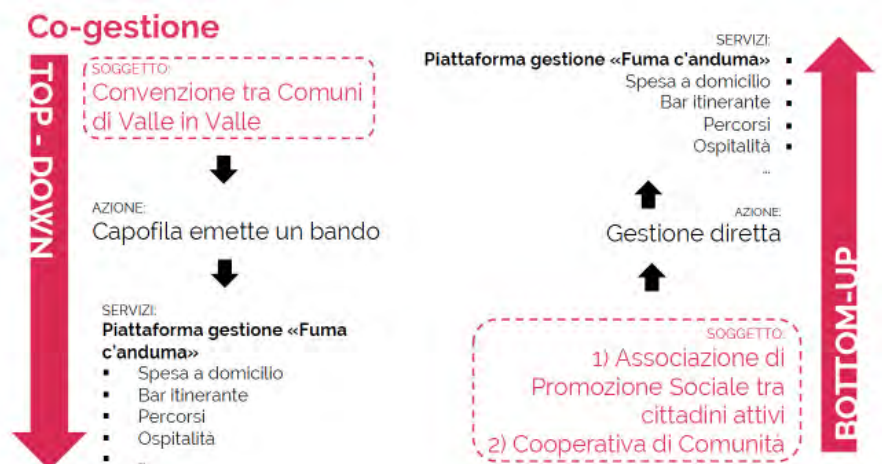 Co-gestione
TOP - DOWN
SOGGETTO:
Convenzione tra Comuni
di Valle in Valle
AZIONE:
Capofila emette un bando
SERVIZI:
Piattaforma gestione «Fuma
c'anduma»
▪ Spesa a domicilio
▪ Bar itinerante
▪ Percorsi
▪ Ospitalità
▪ …
SERVIZI:
Piattaforma gestione «Fuma c'anduma» ▪
Spesa a domicilio ▪
Bar itinerante ▪
Percorsi ▪
Ospitalità ▪
…
AZIONE:
Gestione diretta
SOGGETTO:
1) Associazione di
Promozione Sociale tra
cittadini attivi
2) Cooperativa di Comunità
BOTTOM-UP